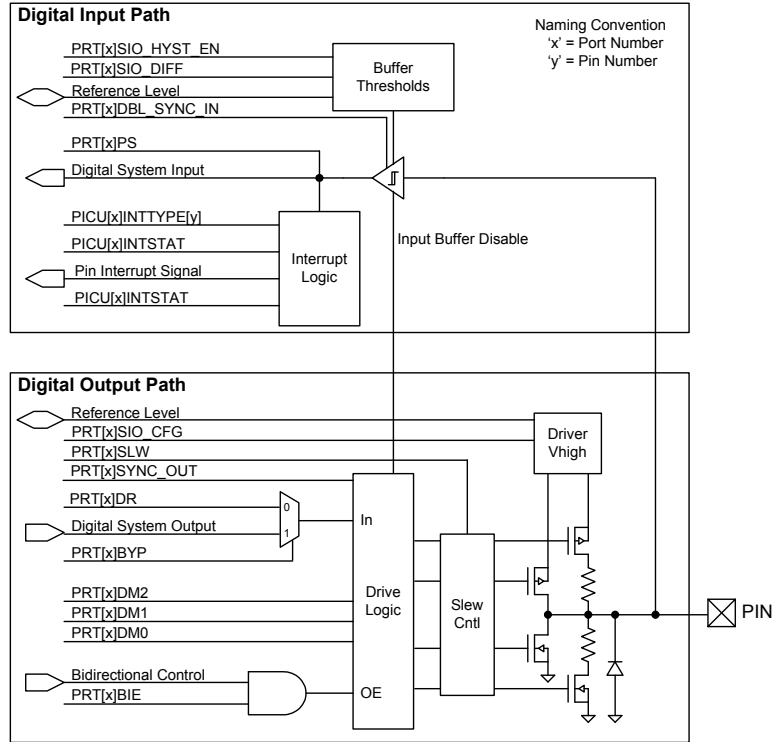 Digital Input Path
Naming Convention
'x' = Port Number
'y' = Pin Number
PRT[x]SIO_HYST_EN
PRT[x]SIO_DIFF
Reference Level
PRT[x]DBL_SYNC_IN
Buffer
Thresholds
PRT[x]PS
Digital System Input
PICU[x]INTTYPE[y]
PICU[x]INTSTAT
Pin Interrupt Signal
PICU[x]INTSTAT
Interrupt
Logic
Input Buffer Disable
Digital Output Path
Reference Level
PRT[x]SIO_CFG
PRT[x]SLW
PRT[x]SYNC_OUT
Driver
Vhigh
PRT[x]DR
Digital System Output
PRT[x]BYP
0
1
In
PRT[x]DM2
PRT[x]DM1
PRT[x]DM0
Drive
Logic
Slew
Cntl
PIN
Bidirectional Control
PRT[x]BIE
OE